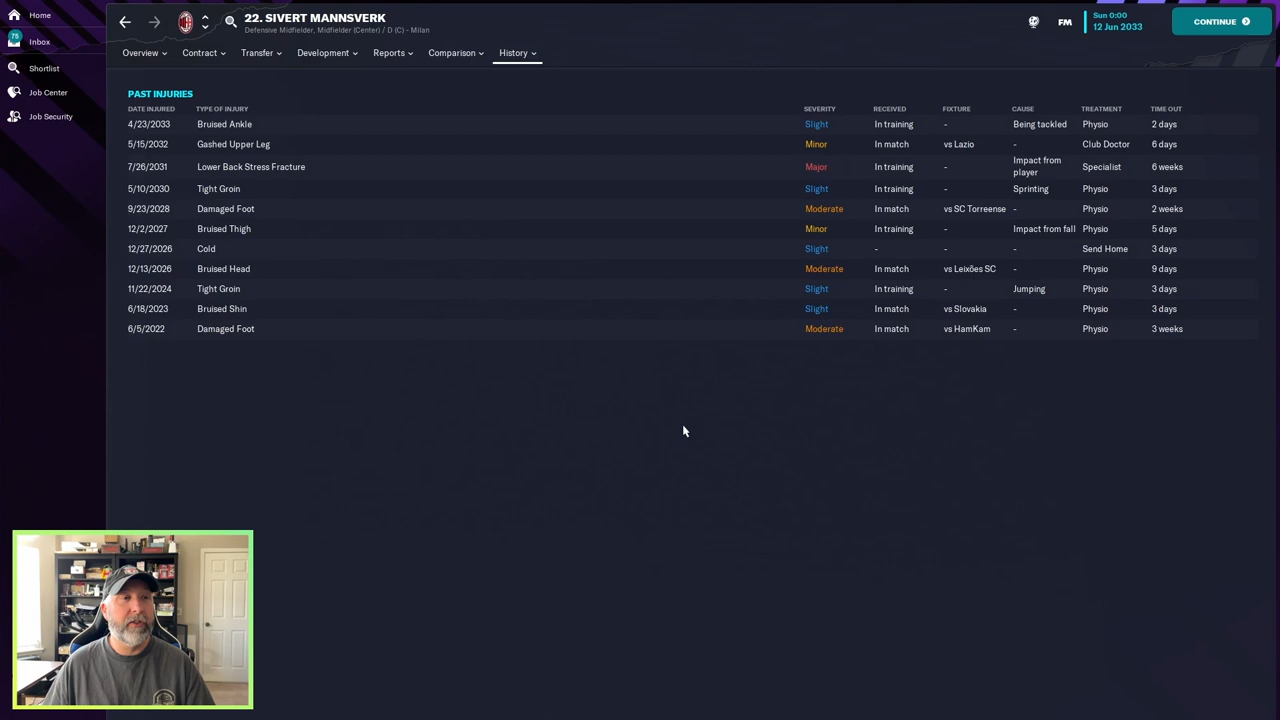 Home
75
Inbox
Shortlist
Job Center
Job Security
22. SIVERT MANNSVERK
Defensive Midfielder, Midfielder (Center) / D (C) - Milan
FM
Sun 0:00
12 Jun 2033
CONTINUE
Overview
Contract
Transfer
Development
Reports
Comparison
History
PAST INJURIES
DATE INJURED TYPE OF INJURY SEVERITY RECEIVED FIXTURE CAUSE TREATMENT TIME OUT
4/23/2033 Bruised Ankle Slight In training - Being tackled Physio 2 days
5/15/2032 Gashed Upper Leg Minor In match vs Lazio - Club Doctor 6 days
7/26/2031 Lower Back Stress Fracture Major In training - Impact from player Specialist 6 weeks
5/10/2030 Tight Groin Slight In training - Sprinting Physio 3 days
9/23/2028 Damaged Foot Moderate In match vs SC Torreense - Physio 2 weeks
12/2/2027 Bruised Thigh Minor In training - Impact from fall Physio 5 days
12/27/2026 Cold Slight - - - Send Home 3 days
12/13/2026 Bruised Head Moderate In match vs Leixões SC - Physio 9 days
11/22/2024 Tight Groin Slight In training - Jumping Physio 3 days
6/18/2023 Bruised Shin Slight In match vs Slovakia - Physio 3 days
6/5/2022 Damaged Foot Moderate In match vs HamKam - Physio 3 weeks